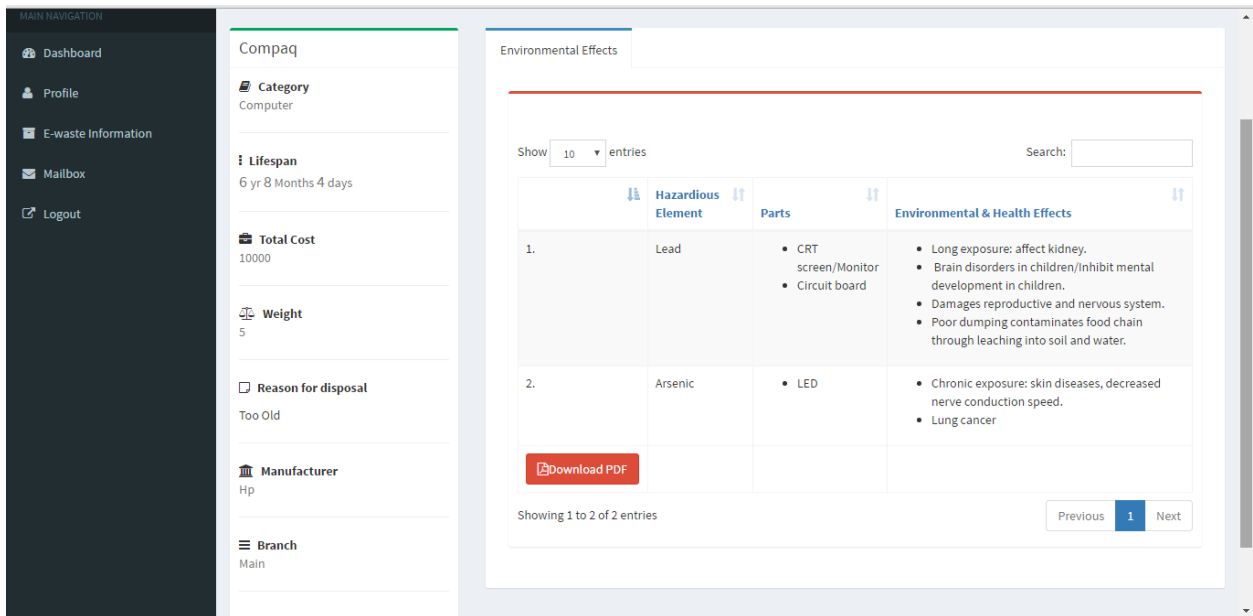 MAIN NAVIGATION
Dashboard
Profile
E-waste Information
Mailbox
Logout
Compaq
Category
Computer
Lifespan
6 yr 8 Months 4 days
Total Cost
10000
Weight
5
Reason for disposal
Too Old
Manufacturer
Hp
Branch
Main
Environmental Effects
Show 10 entries
Search:
Hazardious
Element
Parts
Environmental & Health Effects
1.
Lead
• CRT
screen/Monitor
• Circuit board
• Long exposure: affect kidney.
• Brain disorders in children/Inhibit mental
development in children.
• Damages reproductive and nervous system.
• Poor dumping contaminates food chain
through leaching into soil and water.
2.
Arsenic
• LED
• Chronic exposure: skin diseases, decreased
nerve conduction speed.
• Lung cancer
Download PDF
Showing 1 to 2 of 2 entries
Previous 1 Next